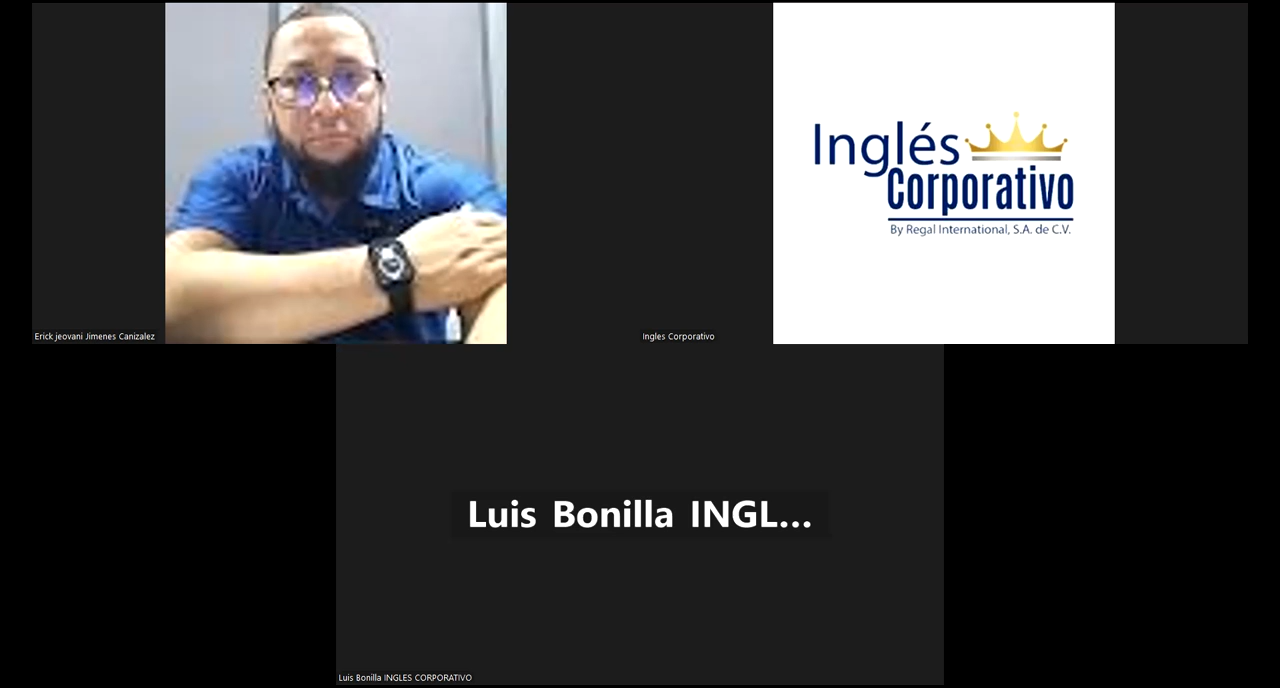 Inglés
Corporativo
By Regal International, S.A. de C.V.
Erick jeovani Jimenes Canizalez
Ingles Corporativo
Luis Bonilla INGL...
Luis Bonilla INGLES CORPORATIVO